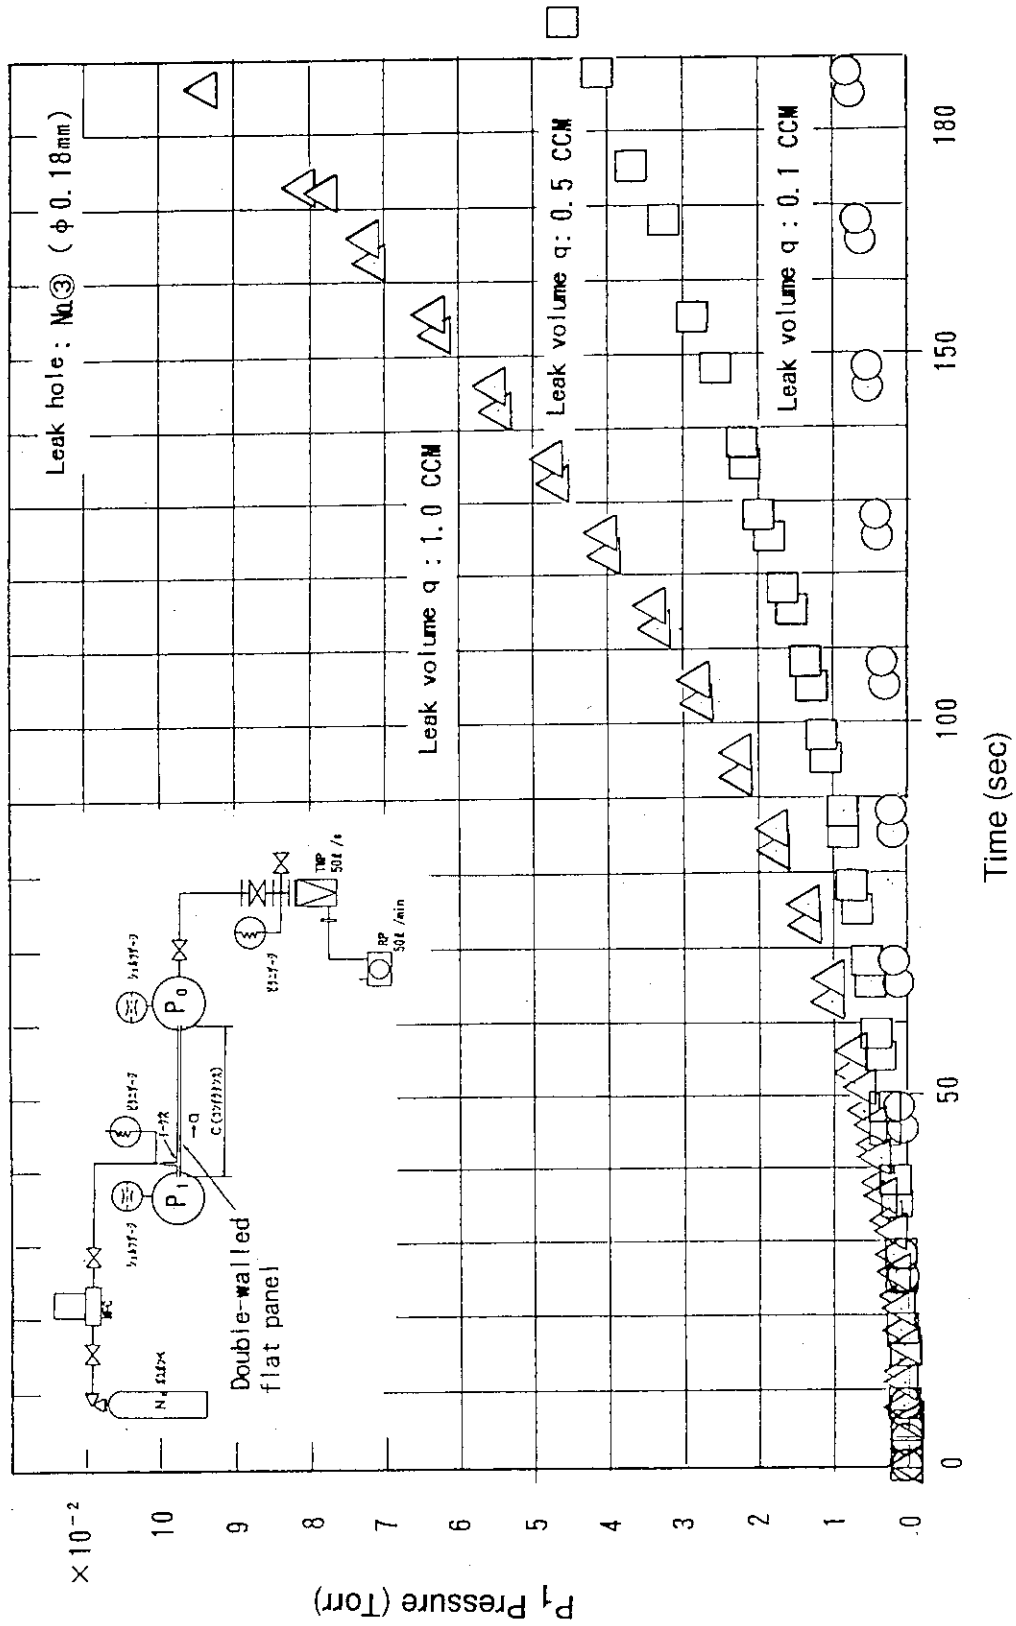 Leak hole: No.③ (φ0.18mm)
Leak volume q : 1.0 CCM
Leak volume q: 0.5 CCM
Leak volume q : 0.1 CCM
×10⁻²
10
9
8
7
6
5
4
3
2
1
0
P₁ Pressure (Torr)
0
50
100
150
180
Time (sec)
MFC
P₁
P₀
→Q
Double-walled
flat panel
TMP
50ℓ/s
RP
50ℓ/min